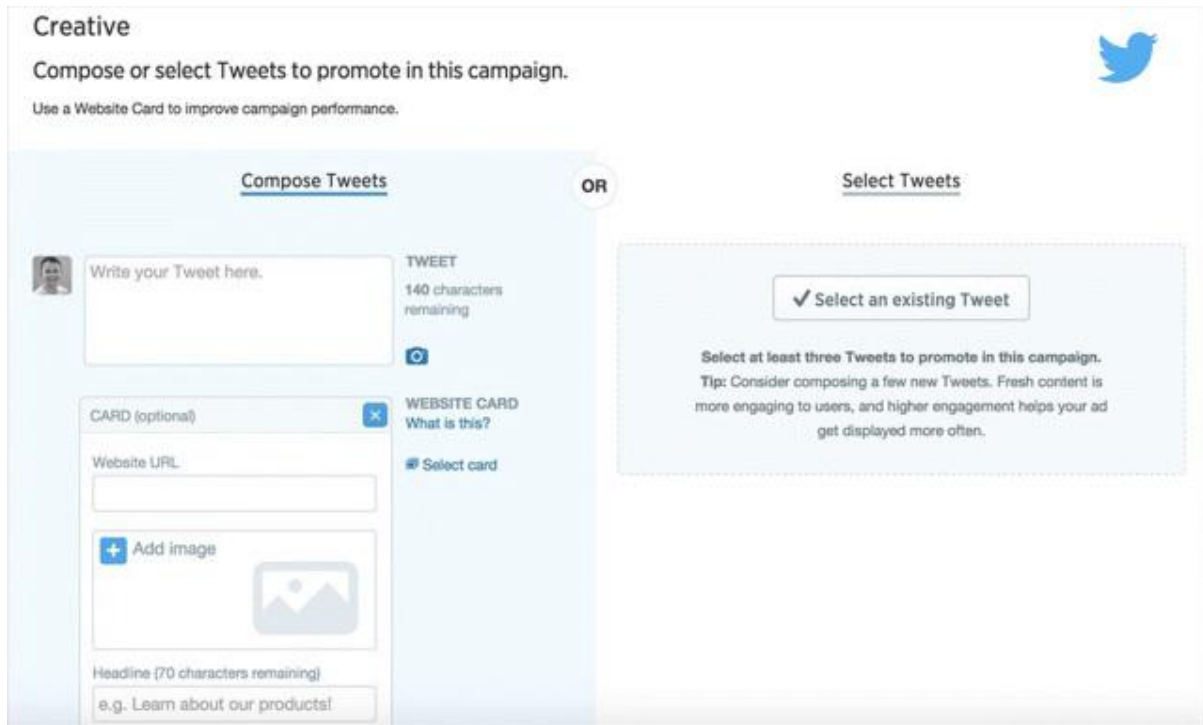 Creative
Compose or select Tweets to promote in this campaign.
Use a Website Card to improve campaign performance.
Compose Tweets
OR
Select Tweets
Write your Tweet here.
TWEET
140 characters
remaining
CARD (optional)
WEBSITE CARD
What is this?
Website URL
Select card
Add image
Headline (70 characters remaining)
e.g. Learn about our products!
Select an existing Tweet
Select at least three Tweets to promote in this campaign.
Tip: Consider composing a few new Tweets. Fresh content is
more engaging to users, and higher engagement helps your ad
get displayed more often.